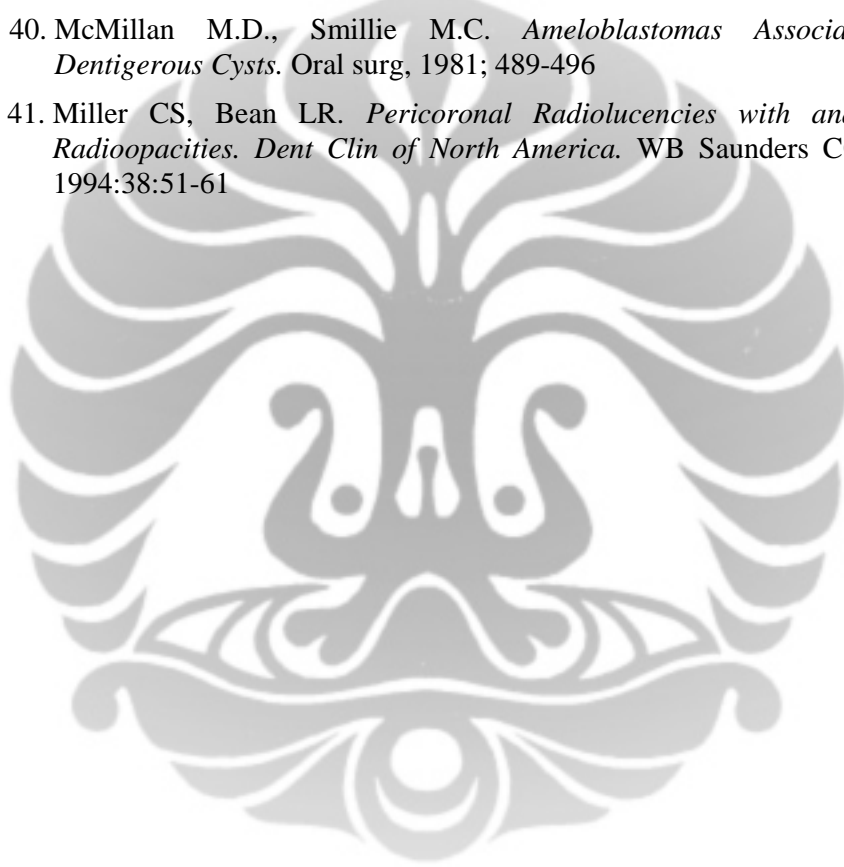 40. McMillan M.D., Smillie M.C. Ameloblastomas Associa
Dentigerous Cysts. Oral surg, 1981; 489-496
41. Miller CS, Bean LR. Pericoronal Radiolucencies with an
Radioopacities. Dent Clin of North America. WB Saunders C
1994:38:51-61